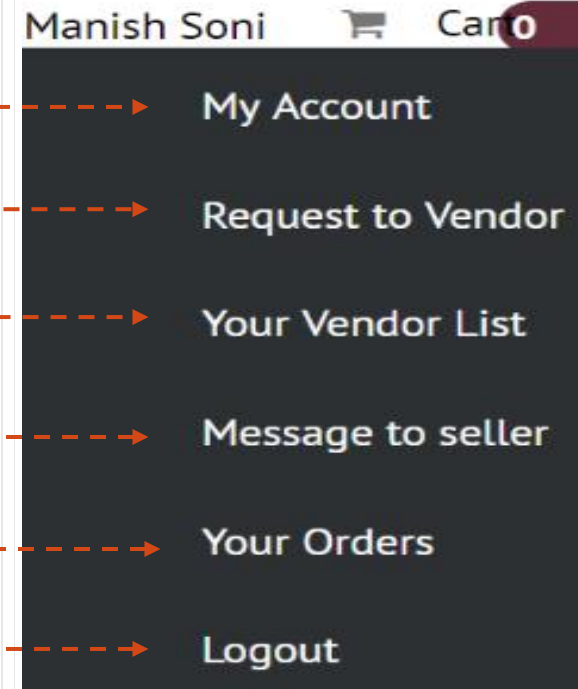 Manish Soni Cart 0
My Account
Request to Vendor
Your Vendor List
Message to seller
Your Orders
Logout